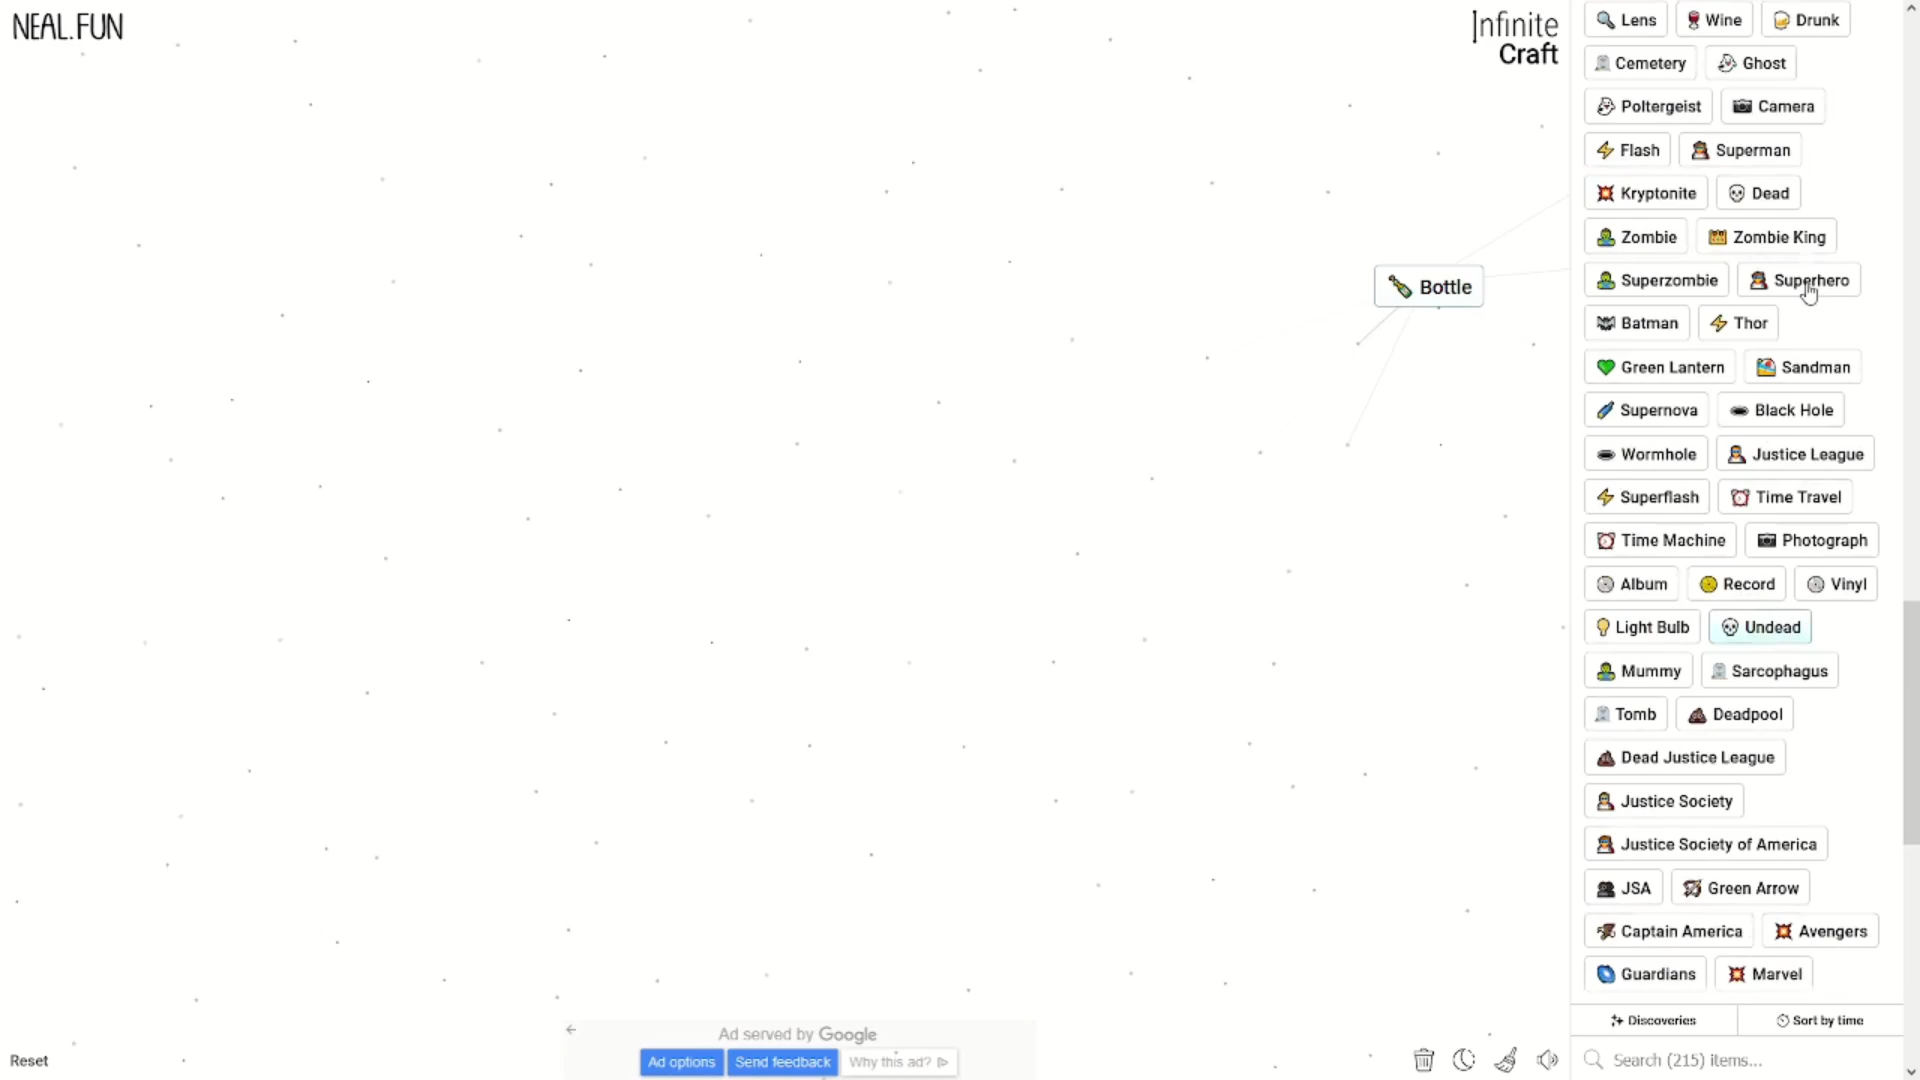 NEAL.FUN
Infinite
Craft
Lens Wine Drunk
Cemetery Ghost
Poltergeist Camera
Flash Superman
Kryptonite Dead
Zombie Zombie King
Bottle
Superzombie Superhero
Batman Thor
Green Lantern Sandman
Supernova Black Hole
Wormhole Justice League
Superflash Time Travel
Time Machine Photograph
Album Record Vinyl
Light Bulb Undead
Mummy Sarcophagus
Tomb Deadpool
Dead Justice League
Justice Society
Justice Society of America
JSA Green Arrow
Captain America Avengers
Guardians Marvel
Discoveries Sort by time
Search (215) items...
Ad served by Google
Ad options Send feedback Why this ad?
Reset